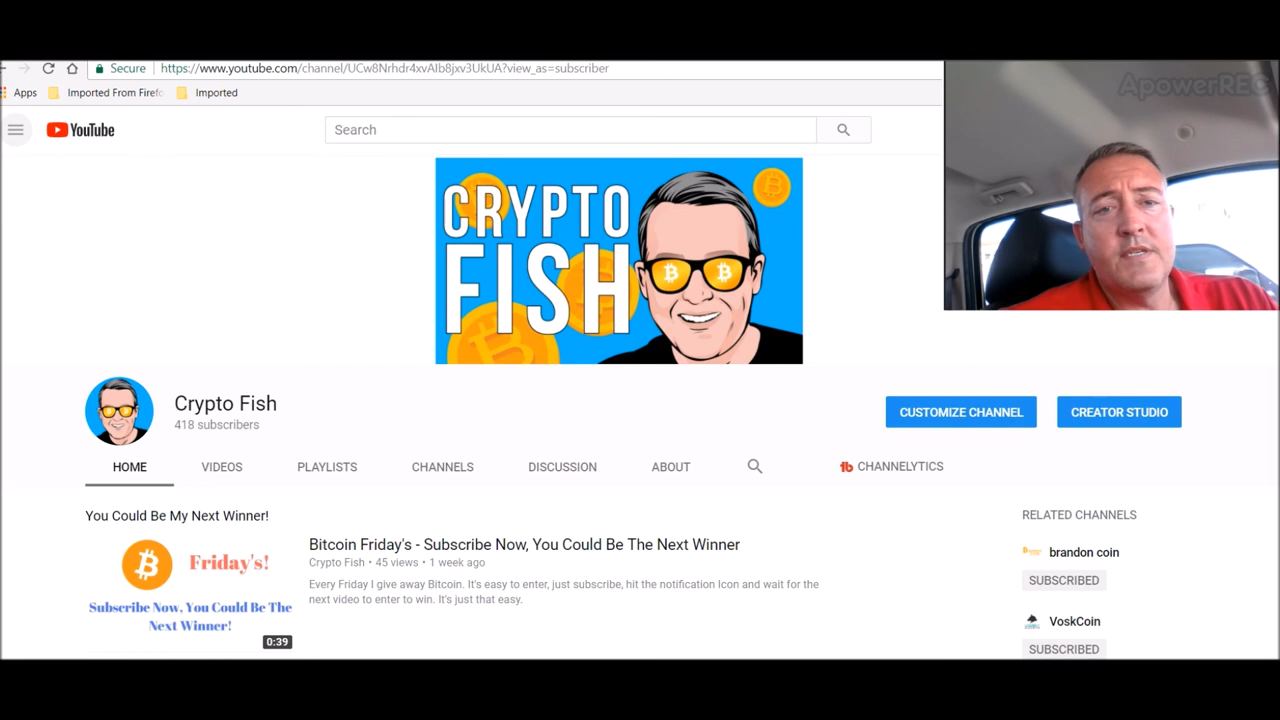 Secure https://www.youtube.com/channel/UCw8Nrhdr4xvAIb8jxv3UkUA?view_as=subscriber
Apps Imported From Firefc Imported
ApowerREC
YouTube
Search
CRYPTO
FISH
Crypto Fish
418 subscribers
CUSTOMIZE CHANNEL
CREATOR STUDIO
HOME VIDEOS PLAYLISTS CHANNELS DISCUSSION ABOUT CHANNELYTICS
You Could Be My Next Winner!
Friday's!
Subscribe Now, You Could Be The
Next Winner!
0:39
Bitcoin Friday's - Subscribe Now, You Could Be The Next Winner
Crypto Fish • 45 views • 1 week ago
Every Friday I give away Bitcoin. It's easy to enter, just subscribe, hit the notification Icon and wait for the
next video to enter to win. It's just that easy.
RELATED CHANNELS
brandon coin
SUBSCRIBED
VoskCoin
SUBSCRIBED